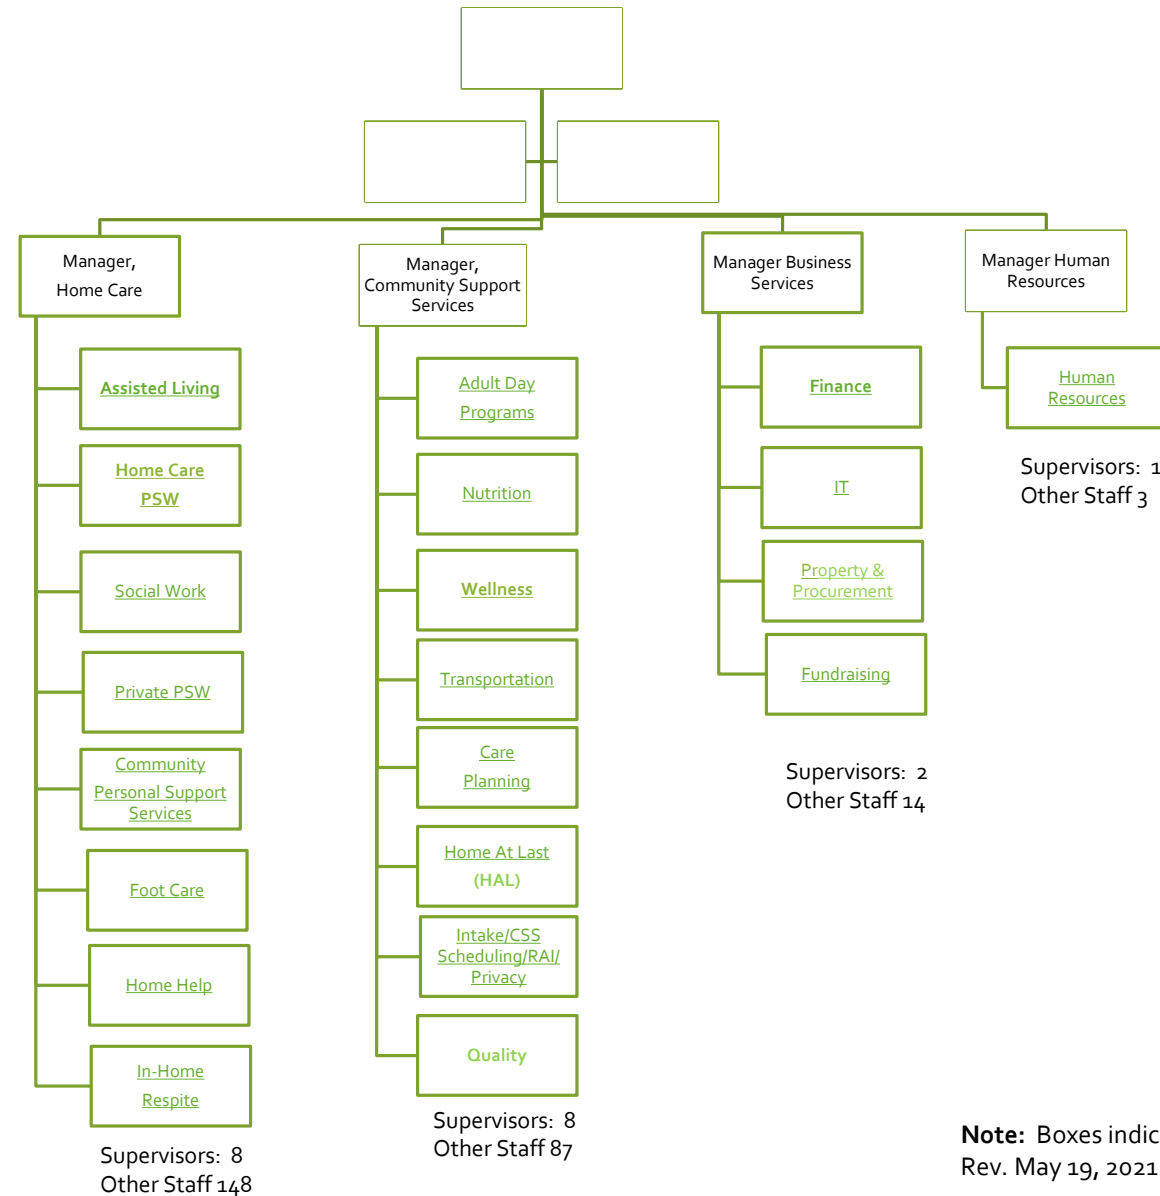 Manager,
Home Care
Manager,
Community Support
Services
Manager Business
Services
Manager Human
Resources
Assisted Living
Home Care
PSW
Social Work
Private PSW
Community
Personal Support
Services
Foot Care
Home Help
In-Home
Respite
Supervisors: 8
Other Staff 148
Adult Day
Programs
Nutrition
Wellness
Transportation
Care
Planning
Home At Last
(HAL)
Intake/CSS
Scheduling/RAI/
Privacy
Quality
Supervisors: 8
Other Staff 87
Finance
IT
Property &
Procurement
Fundraising
Supervisors: 2
Other Staff 14
Human
Resources
Supervisors: 1
Other Staff 3
Note: Boxes indic
Rev. May 19, 2021